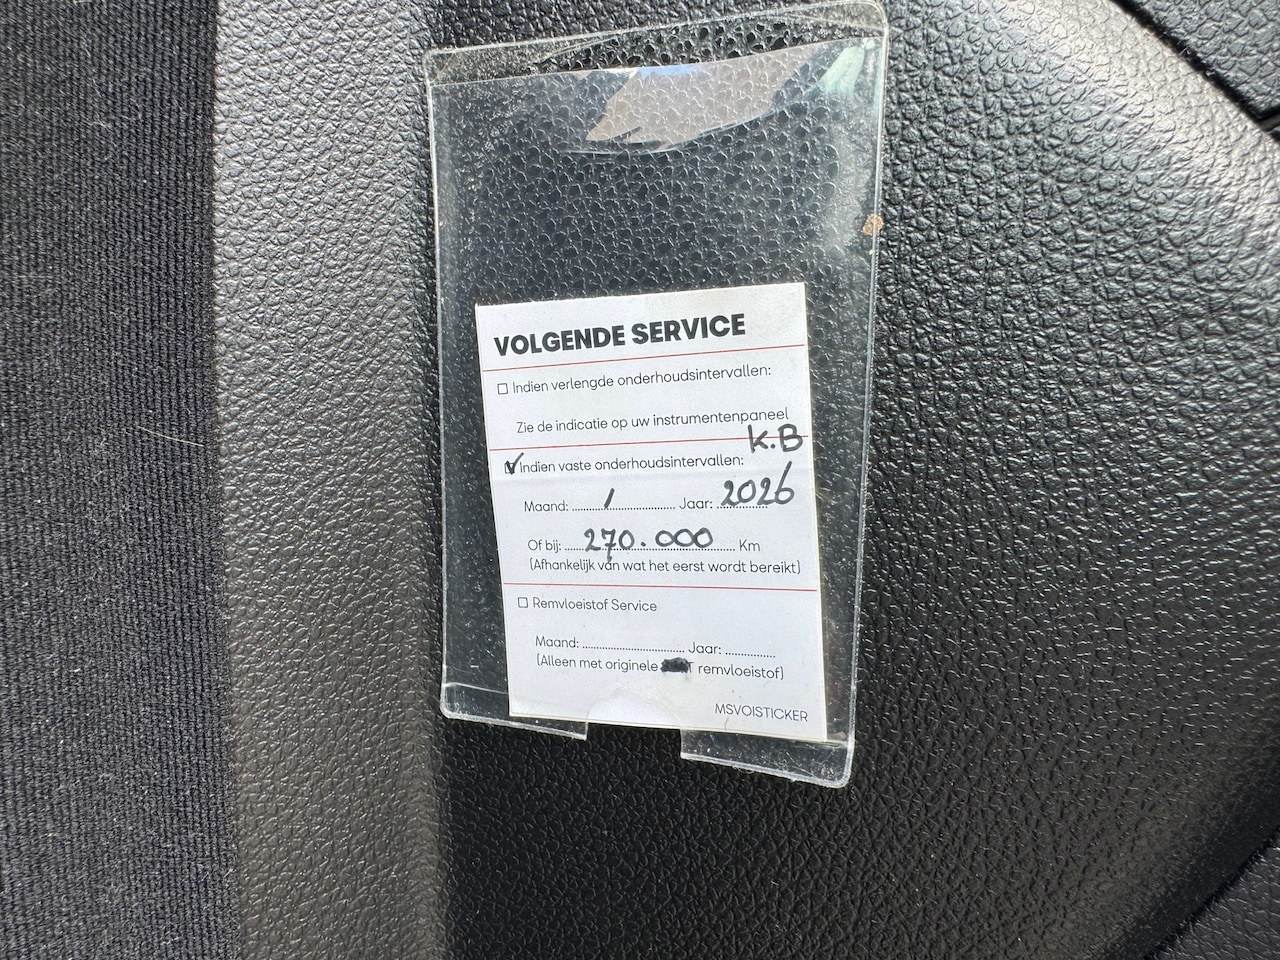 VOLGENDE SERVICE
☐ Indien verlengde onderhoudsintervallen:
Zie de indicatie op uw instrumentenpaneel
K.B
☑ Indien vaste onderhoudsintervallen:
Maand: ...1... Jaar: 2026
Of bij: ...270.000... Km
(Afhankelijk van wat het eerst wordt bereikt)
☐ Remvloeistof Service
Maand: .......................... Jaar: .............
(Alleen met originele remvloeistof)
MSVOISTICKER